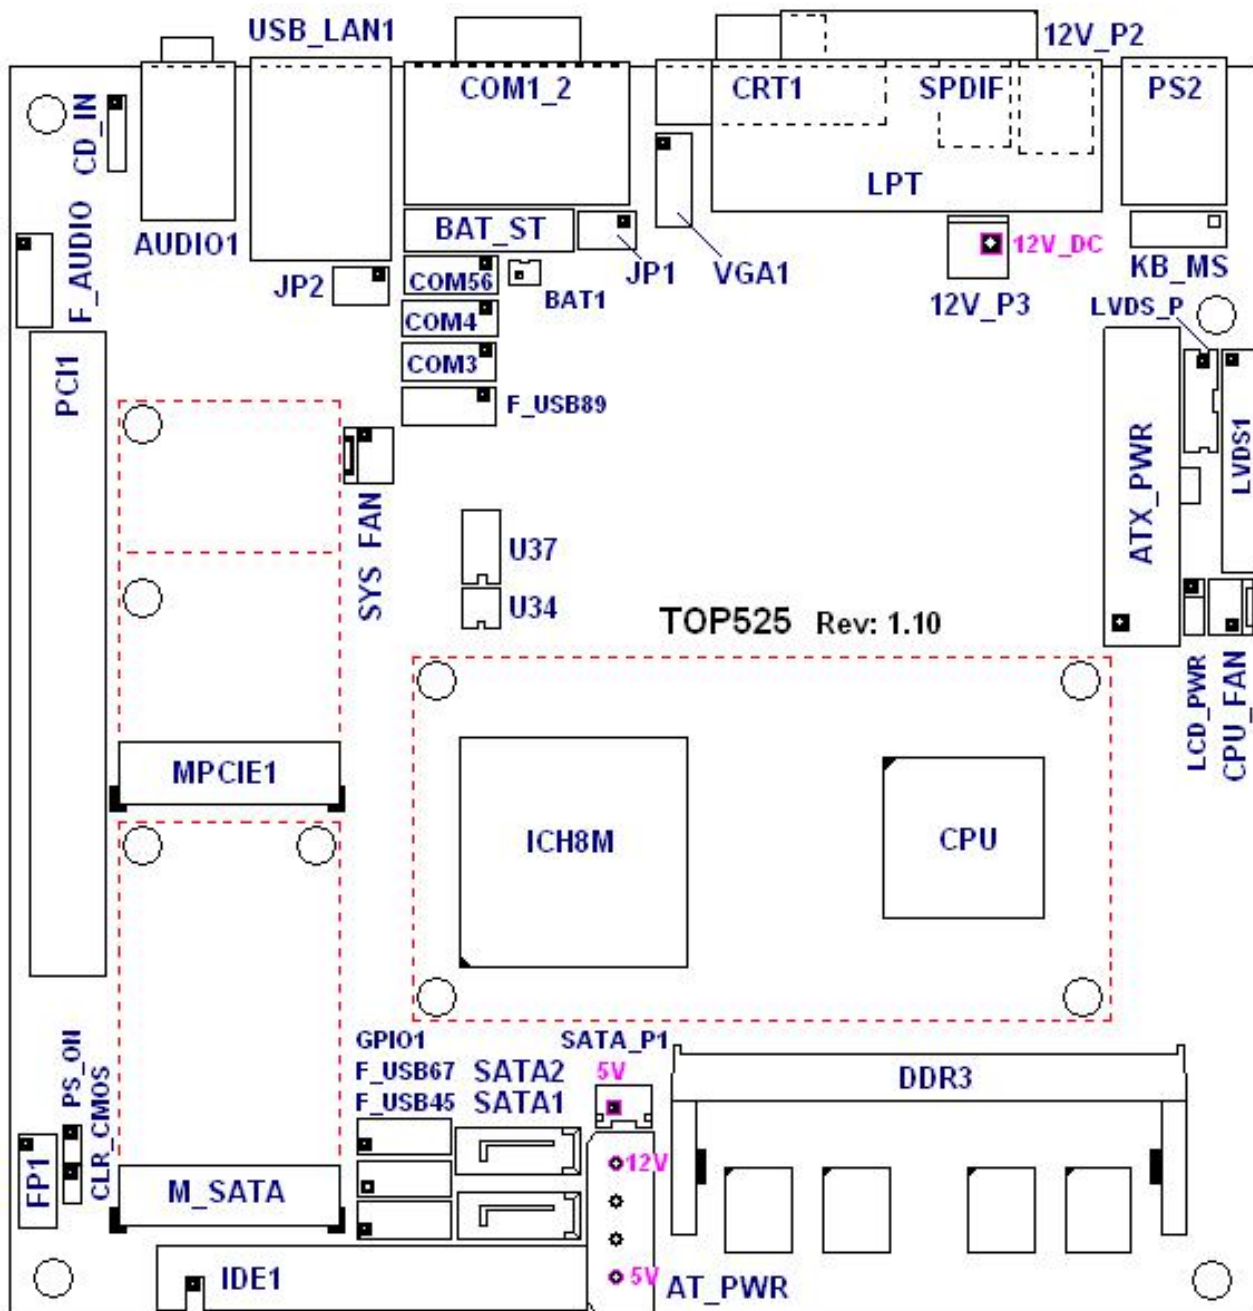 USB_LAN1
12V_P2
CD_IN
COM1_2
CRT1
SPDIF
PS2
LPT
F_AUDIO
AUDIO1
BAT_ST
JP1
VGA1
12V_DC
KB_MS
JP2
COM56
BAT1
12V_P3
LVDS_P
COM4
PCI1
COM3
F_USB89
ATX_PWR
LVDS1
SYS FAN
U37
U34
TOP525 Rev: 1.10
LCD_PWR
CPU_FAN
MPCIE1
ICH8M
CPU
GPIO1
SATA_P1
F_USB67
SATA2
5V
DDR3
F_USB45
SATA1
PS_ON
CLR_CMOS
FP1
M_SATA
12V
IDE1
5V
AT_PWR